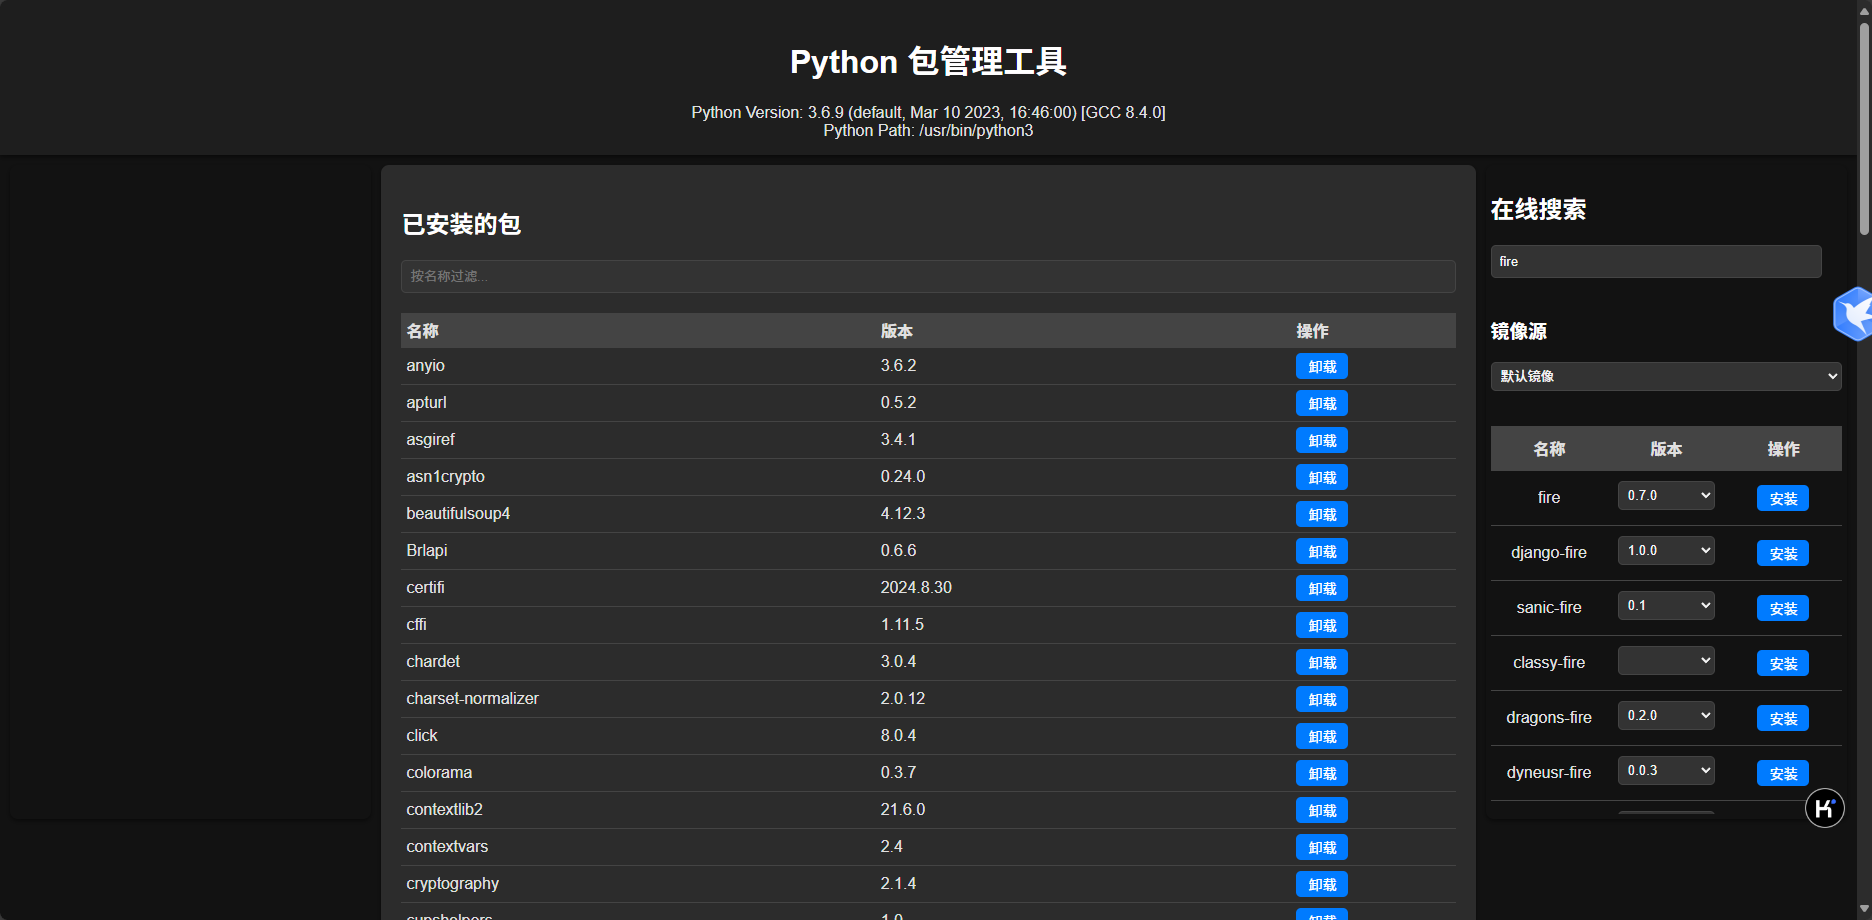 Python 包管理工具
Python Version: 3.6.9 (default, Mar 10 2023, 16:46:00) [GCC 8.4.0]
Python Path: /usr/bin/python3
已安装的包
按名称过滤...
名称 版本 操作
anyio 3.6.2 卸载
apturl 0.5.2 卸载
asgiref 3.4.1 卸载
asn1crypto 0.24.0 卸载
beautifulsoup4 4.12.3 卸载
Brlapi 0.6.6 卸载
certifi 2024.8.30 卸载
cffi 1.11.5 卸载
chardet 3.0.4 卸载
charset-normalizer 2.0.12 卸载
click 8.0.4 卸载
colorama 0.3.7 卸载
contextlib2 21.6.0 卸载
contextvars 2.4 卸载
cryptography 2.1.4 卸载
cupshelpers 1.0 卸载
在线搜索
fire
镜像源
默认镜像
名称 版本 操作
fire 0.7.0 安装
django-fire 1.0.0 安装
sanic-fire 0.1 安装
classy-fire 安装
dragons-fire 0.2.0 安装
dyneusr-fire 0.0.3 安装
K